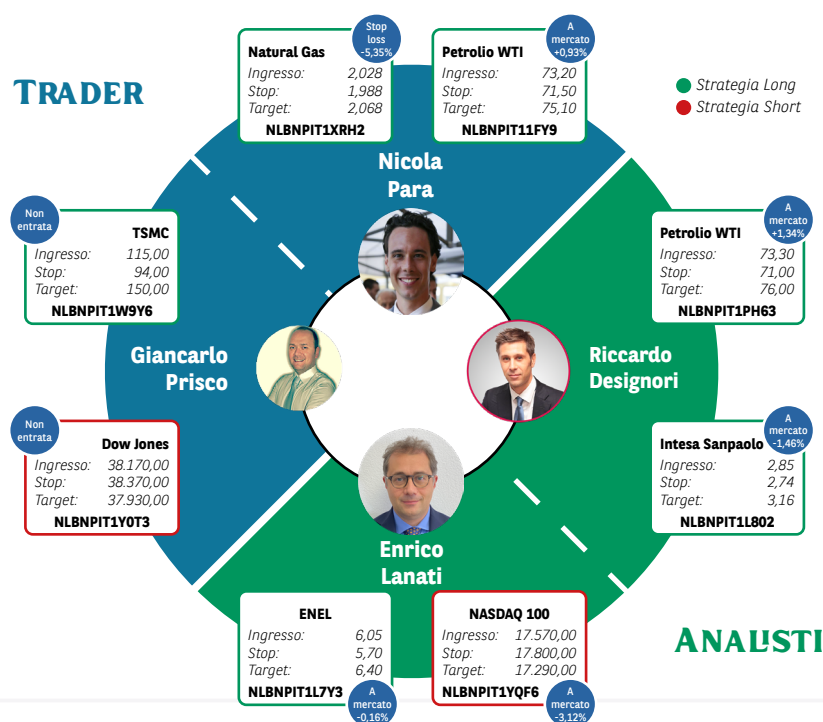 TRADER
Natural Gas
Stop
loss
-5,35%
Ingresso: 2,028
Stop: 1,988
Target: 2,068
NLBNPIT1XRH2
Petrolio WTI
A
mercato
+0,93%
Ingresso: 73,20
Stop: 71,50
Target: 75,10
NLBNPIT11FY9
Strategia Long
Strategia Short
Nicola
Para
Non
entrata
TSMC
Ingresso: 115,00
Stop: 94,00
Target: 150,00
NLBNPIT1W9Y6
Petrolio WTI
A
mercato
+1,34%
Ingresso: 73,30
Stop: 71,00
Target: 76,00
NLBNPIT1PH63
Giancarlo
Prisco
Riccardo
Designori
Non
entrata
Dow Jones
Ingresso: 38.170,00
Stop: 38.370,00
Target: 37.930,00
NLBNPIT1Y0T3
Intesa Sanpaolo
A
mercato
-1,46%
Ingresso: 2,85
Stop: 2,74
Target: 3,16
NLBNPIT1L802
Enrico
Lanati
ENEL
Ingresso: 6,05
Stop: 5,70
Target: 6,40
NLBNPIT1L7Y3
A
mercato
-0,16%
NASDAQ 100
Ingresso: 17.570,00
Stop: 17.800,00
Target: 17.290,00
NLBNPIT1YQF6
A
mercato
-3,12%
ANALISTI